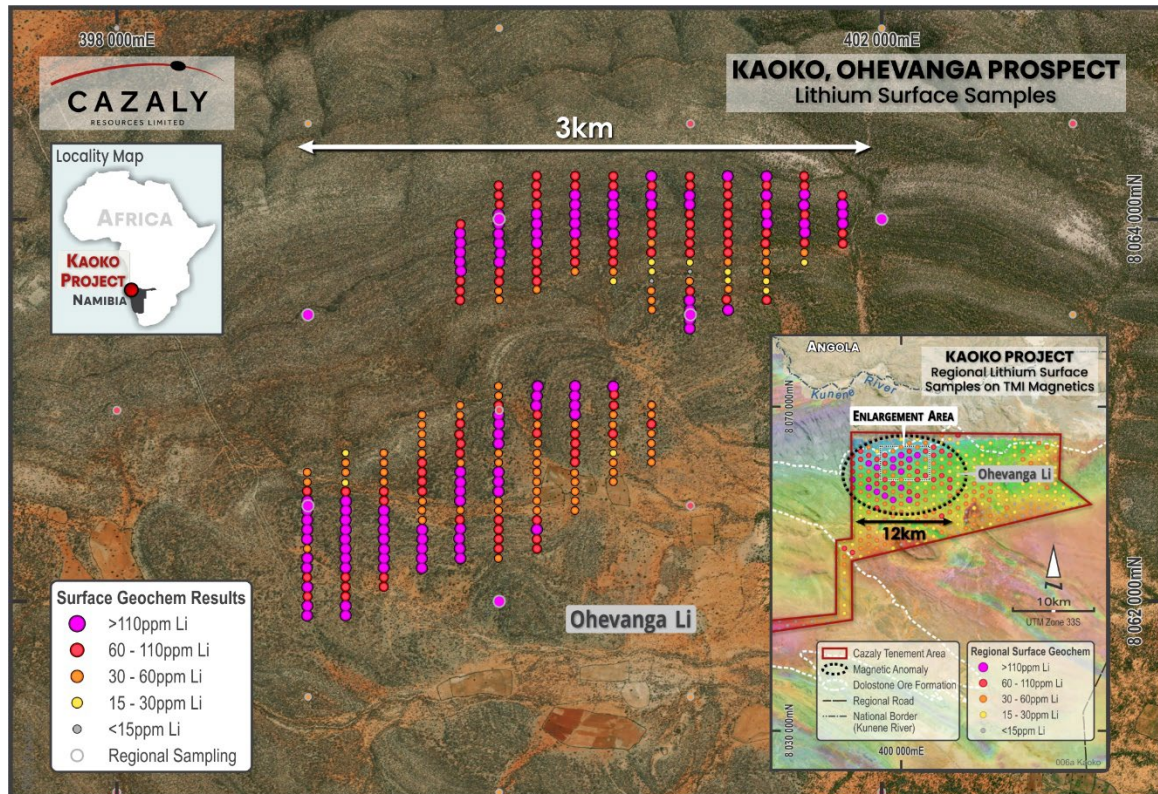 398 000mE
402 000mE
CAZALY
RESOURCES LIMITED
KAOKO, OHEVANGA PROSPECT
Lithium Surface Samples
3km
Locality Map
AFRICA
KAOKO
PROJECT
NAMIBIA
8 064 000mN
8 062 000mN
Ohevanga Li
Surface Geochem Results
>110ppm Li
60 - 110ppm Li
30 - 60ppm Li
15 - 30ppm Li
<15ppm Li
Regional Sampling
ANGOLA
Kunene River
KAOKO PROJECT
Regional Lithium Surface
Samples on TMI Magnetics
8 070 000mN
ENLARGEMENT AREA
Ohevanga Li
12km
Z
10km
UTM Zone 33S
8 030 000mN
400 000mE
Cazaly Tenement Area
Magnetic Anomaly
Dolostone Ore Formation
Regional Road
National Border
(Kunene River)
Regional Surface Geochem
>110ppm Li
60 - 110ppm Li
30 - 60ppm Li
15 - 30ppm Li
<15ppm Li
006a Kaoko